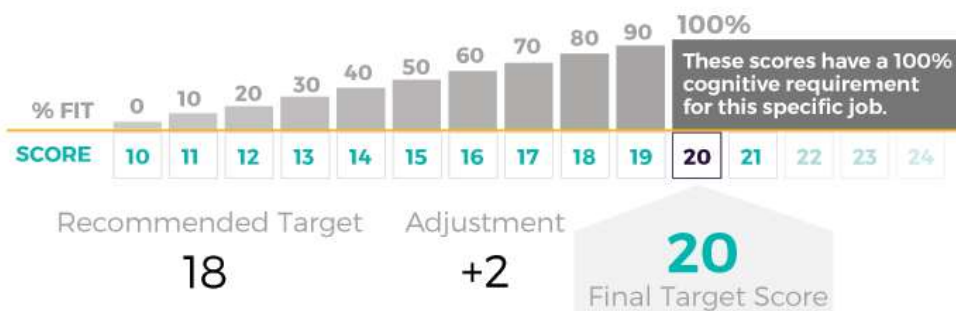 0 10 20 30 40 50 60 70 80 90 100%
These scores have a 100%
cognitive requirement
for this specific job.
% FIT
SCORE 10 11 12 13 14 15 16 17 18 19 20 21 22 23 24
Recommended Target Adjustment
18 +2 20
Final Target Score